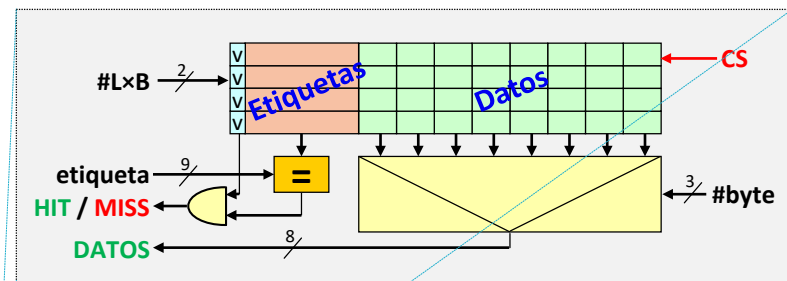 V
V
V
V
Etiquetas
Datos
CS
#L×B
2
etiqueta
9
=
HIT / MISS
3
#byte
DATOS
8